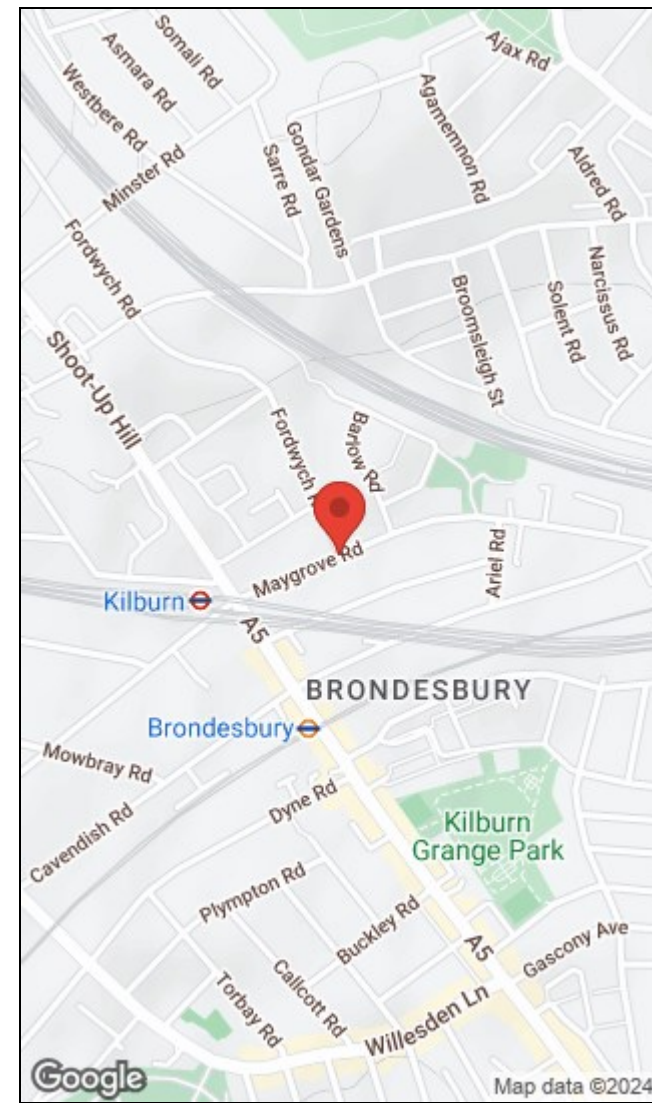 Somali Rd
Asmara Rd
Westbere Rd
Ajax Rd
Agamemnon Rd
Gondar Gardens
Sarre Rd
Minster Rd
Aldred Rd
Fordwych Rd
Narcissus Rd
Solent Rd
Broomsleigh St
Shoot-Up Hill
Fordwych R
Barlow Rd
Maygrove Rd
Ariel Rd
Kilburn
A5
BRONDESBURY
Brondesbury
Mowbray Rd
Cavendish Rd
Dyne Rd
Kilburn
Grange Park
Plympton Rd
Buckley Rd
A5
Gascony Ave
Callcott Rd
Torbay Rd
Willesden Ln
Google
Map data ©2024